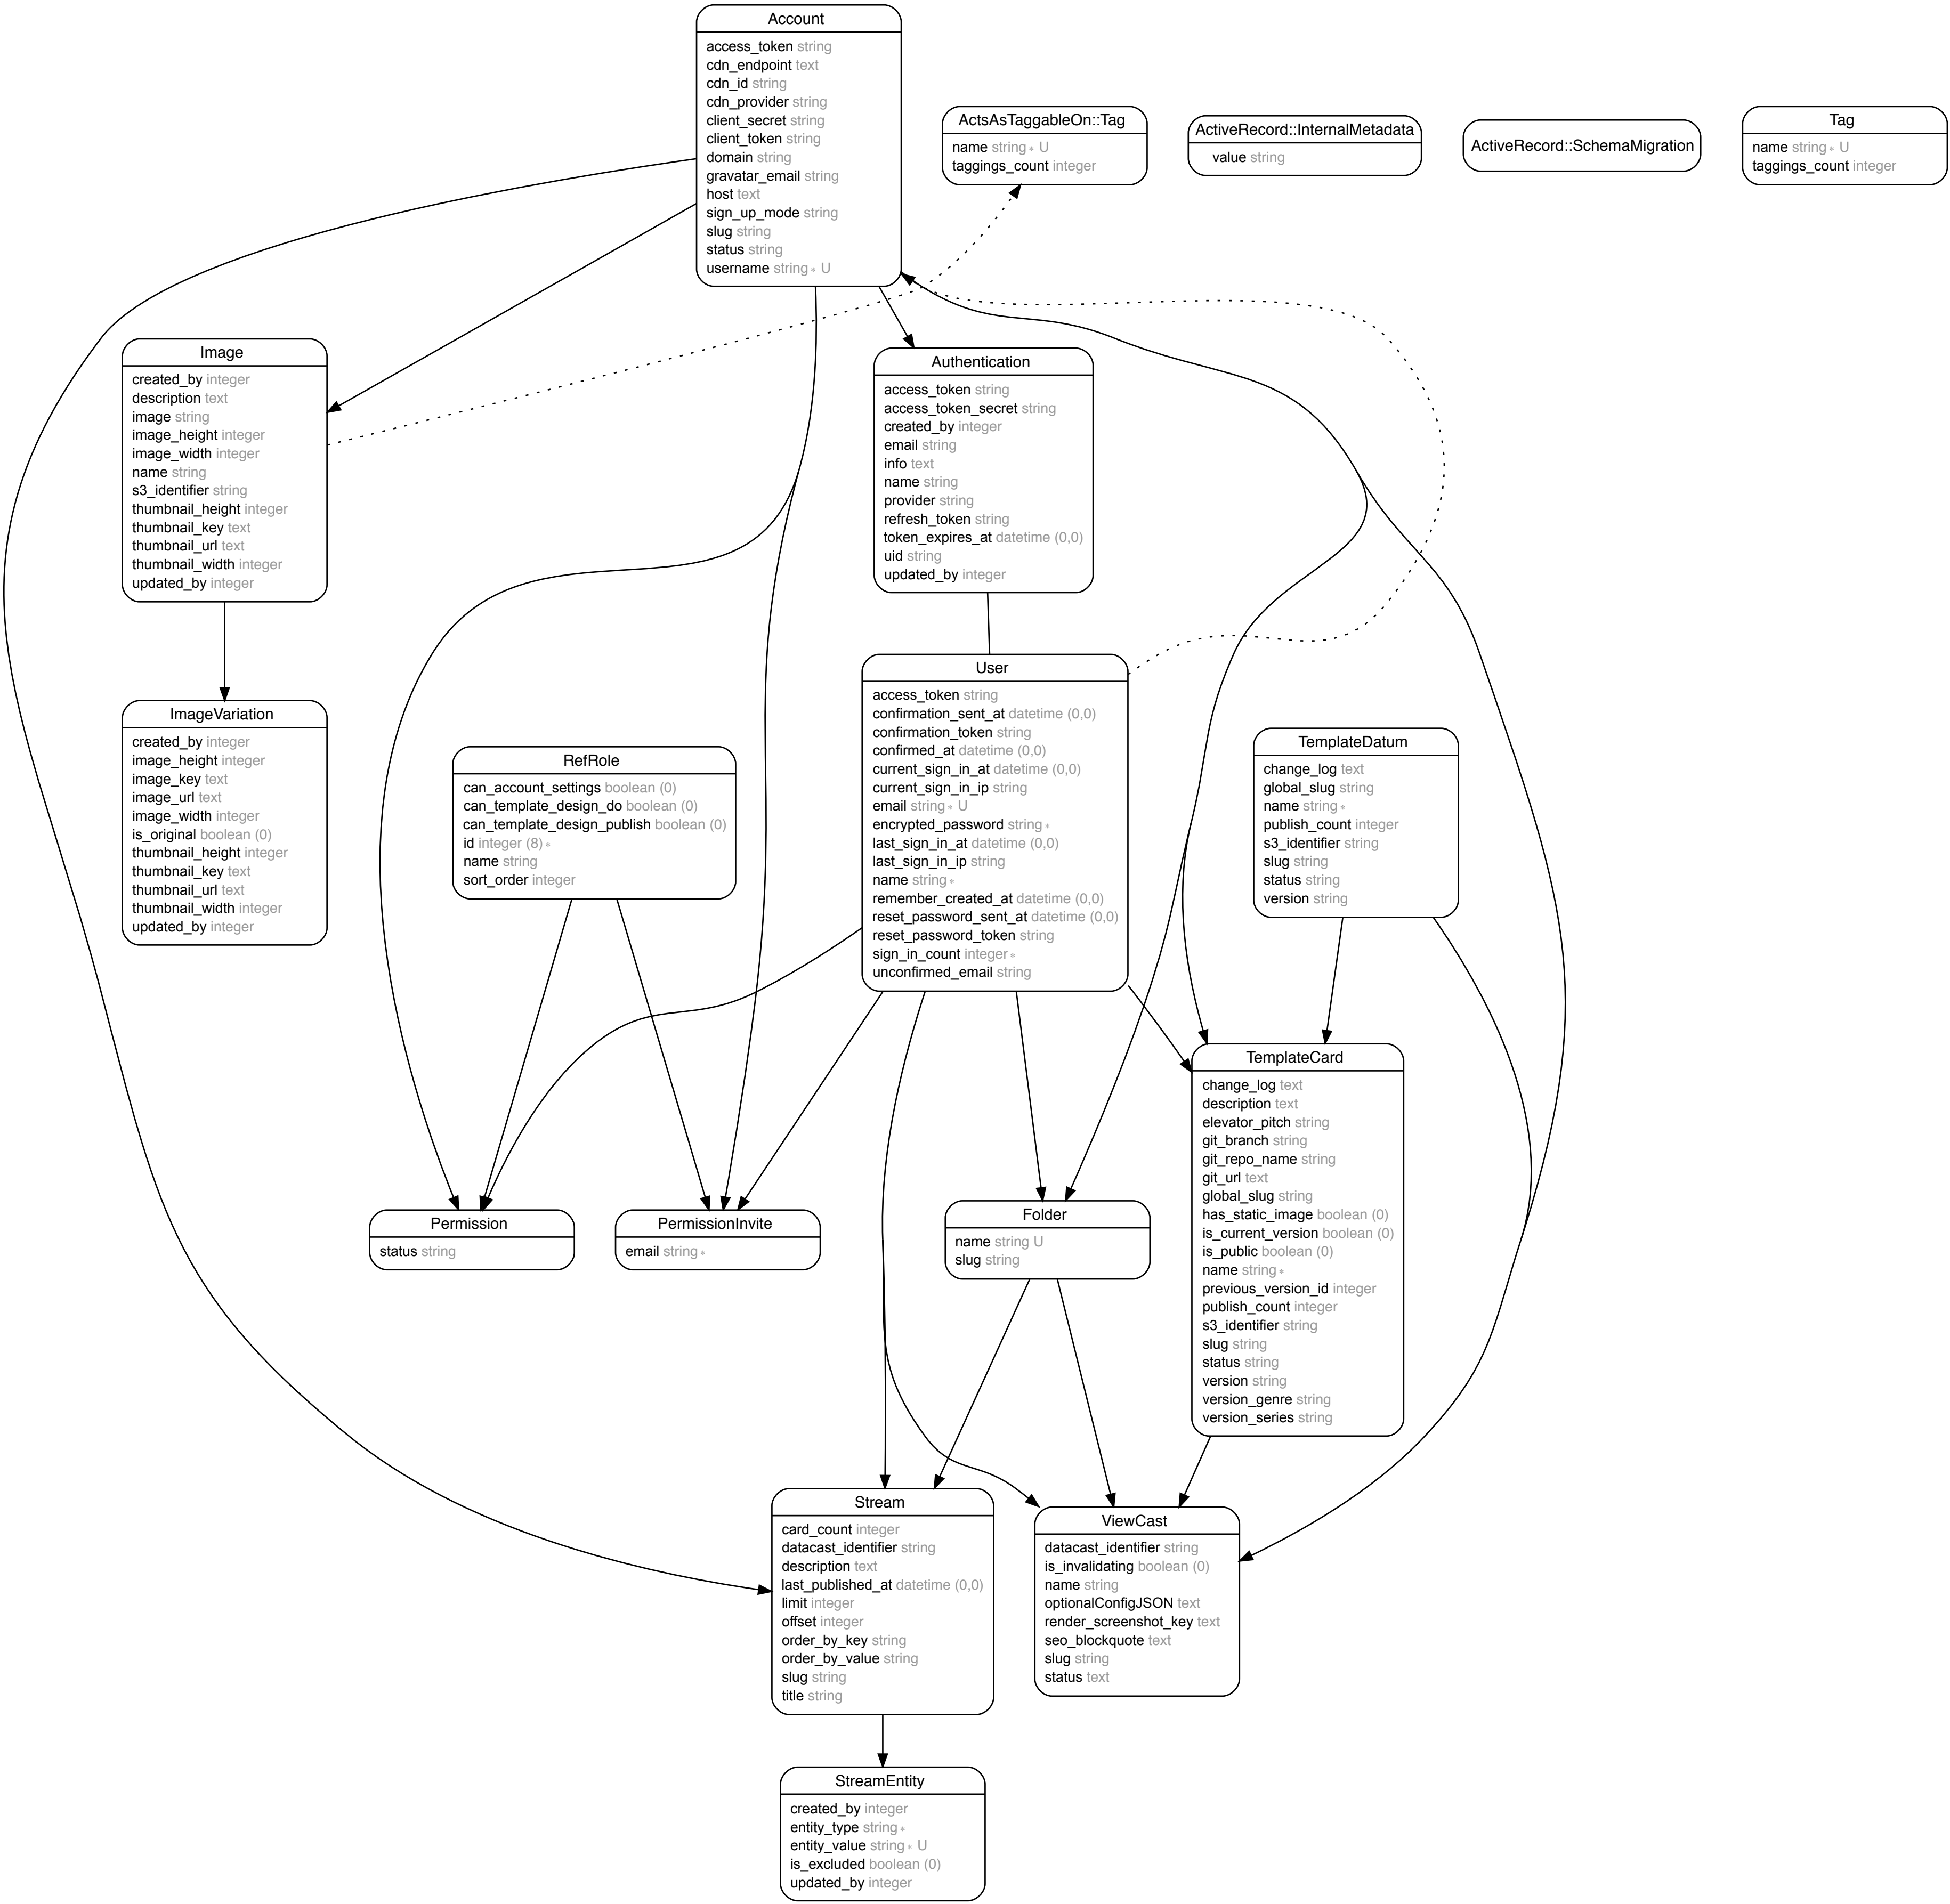 Account
access_token string
cdn_endpoint text
cdn_id string
cdn_provider string
client_secret string
client_token string
domain string
gravatar_email string
host text
sign_up_mode string
slug string
status string
username string * U
ActsAsTaggableOn::Tag
name string * U
taggings_count integer
ActiveRecord::InternalMetadata
value string
ActiveRecord::SchemaMigration
Tag
name string * U
taggings_count integer
Image
created_by integer
description text
image string
image_height integer
image_width integer
name string
s3_identifier string
thumbnail_height integer
thumbnail_key text
thumbnail_url text
thumbnail_width integer
updated_by integer
Authentication
access_token string
access_token_secret string
created_by integer
email string
info text
name string
provider string
refresh_token string
token_expires_at datetime (0,0)
uid string
updated_by integer
ImageVariation
created_by integer
image_height integer
image_key text
image_url text
image_width integer
is_original boolean (0)
thumbnail_height integer
thumbnail_key text
thumbnail_url text
thumbnail_width integer
updated_by integer
RefRole
can_account_settings boolean (0)
can_template_design_do boolean (0)
can_template_design_publish boolean (0)
id integer (8) *
name string
sort_order integer
User
access_token string
confirmation_sent_at datetime (0,0)
confirmation_token string
confirmed_at datetime (0,0)
current_sign_in_at datetime (0,0)
current_sign_in_ip string
email string * U
encrypted_password string *
last_sign_in_at datetime (0,0)
last_sign_in_ip string
name string *
remember_created_at datetime (0,0)
reset_password_sent_at datetime (0,0)
reset_password_token string
sign_in_count integer *
unconfirmed_email string
TemplateDatum
change_log text
global_slug string
name string *
publish_count integer
s3_identifier string
slug string
status string
version string
TemplateCard
change_log text
description text
elevator_pitch string
git_branch string
git_repo_name string
git_url text
global_slug string
has_static_image boolean (0)
is_current_version boolean (0)
is_public boolean (0)
name string *
previous_version_id integer
publish_count integer
s3_identifier string
slug string
status string
version string
version_genre string
version_series string
Permission
status string
PermissionInvite
email string *
Folder
name string U
slug string
Stream
card_count integer
datacast_identifier string
description text
last_published_at datetime (0,0)
limit integer
offset integer
order_by_key string
order_by_value string
slug string
title string
ViewCast
datacast_identifier string
is_invalidating boolean (0)
name string
optionalConfigJSON text
render_screenshot_key text
seo_blockquote text
slug string
status text
StreamEntity
created_by integer
entity_type string *
entity_value string * U
is_excluded boolean (0)
updated_by integer